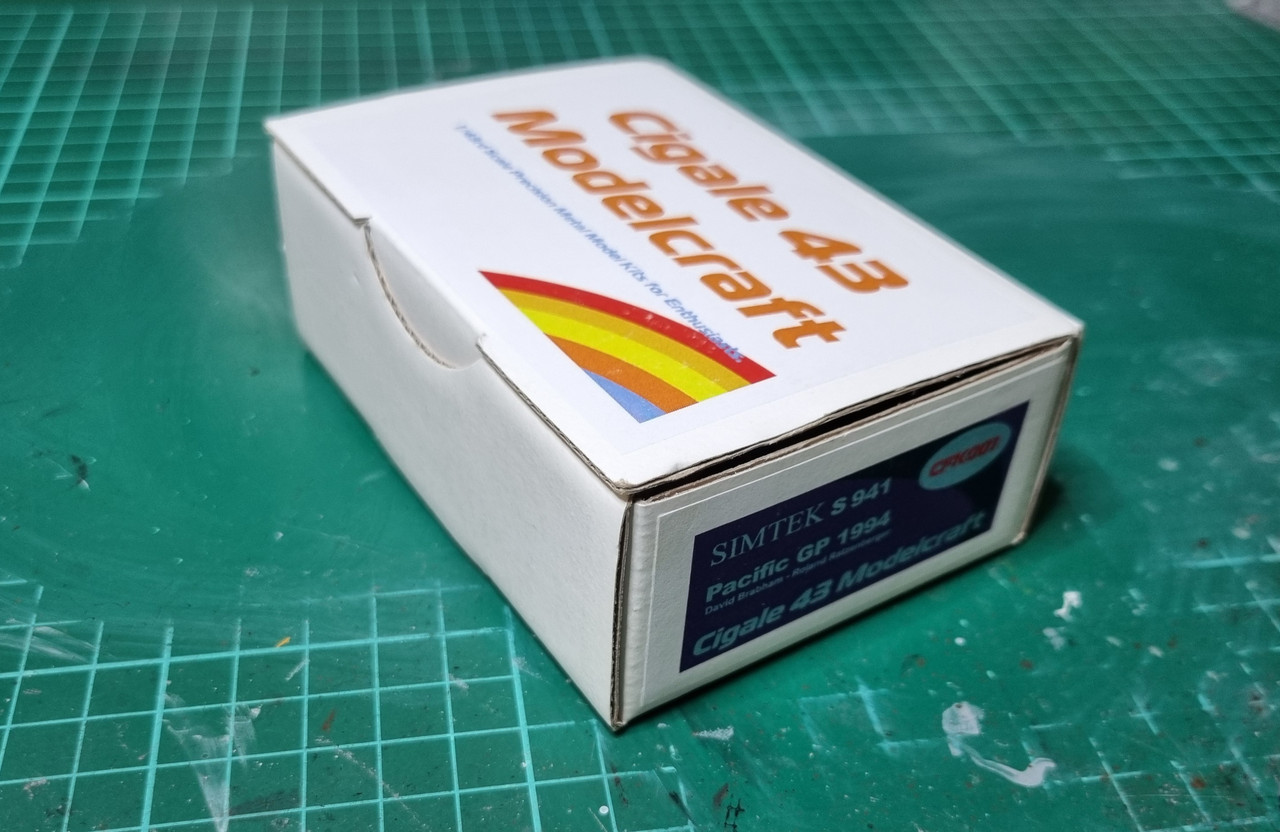 Cigale 43
Modelcraft
1:43rd Scale Precision Metal Model Kits for Enthusiasts.
CFK001
SIMTEK S 941
Pacific GP 1994
David Brabham - Roland Ratzenberger
Cigale 43 Modelcraft